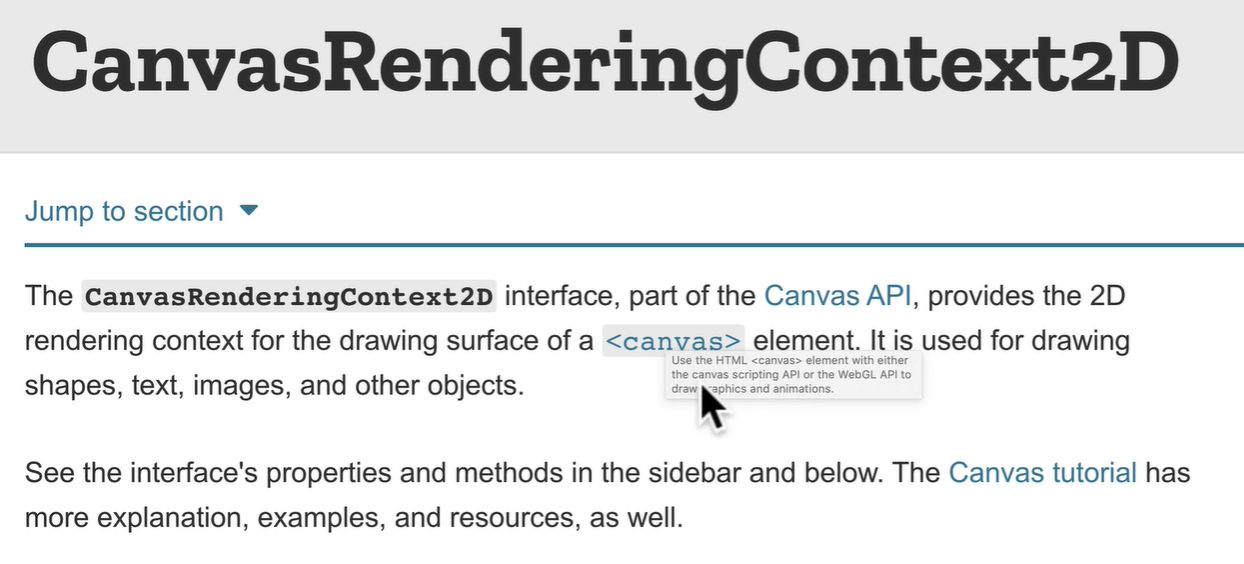 CanvasRenderingContext2D
Jump to section
The CanvasRenderingContext2D interface, part of the Canvas API, provides the 2D
rendering context for the drawing surface of a <canvas> element. It is used for drawing
Use the HTML <canvas> element with either
the canvas scripting API or the WebGL API to
draw and animations.
shapes, text, images, and other objects.
See the interface's properties and methods in the sidebar and below. The Canvas tutorial has
more explanation, examples, and resources, as well.